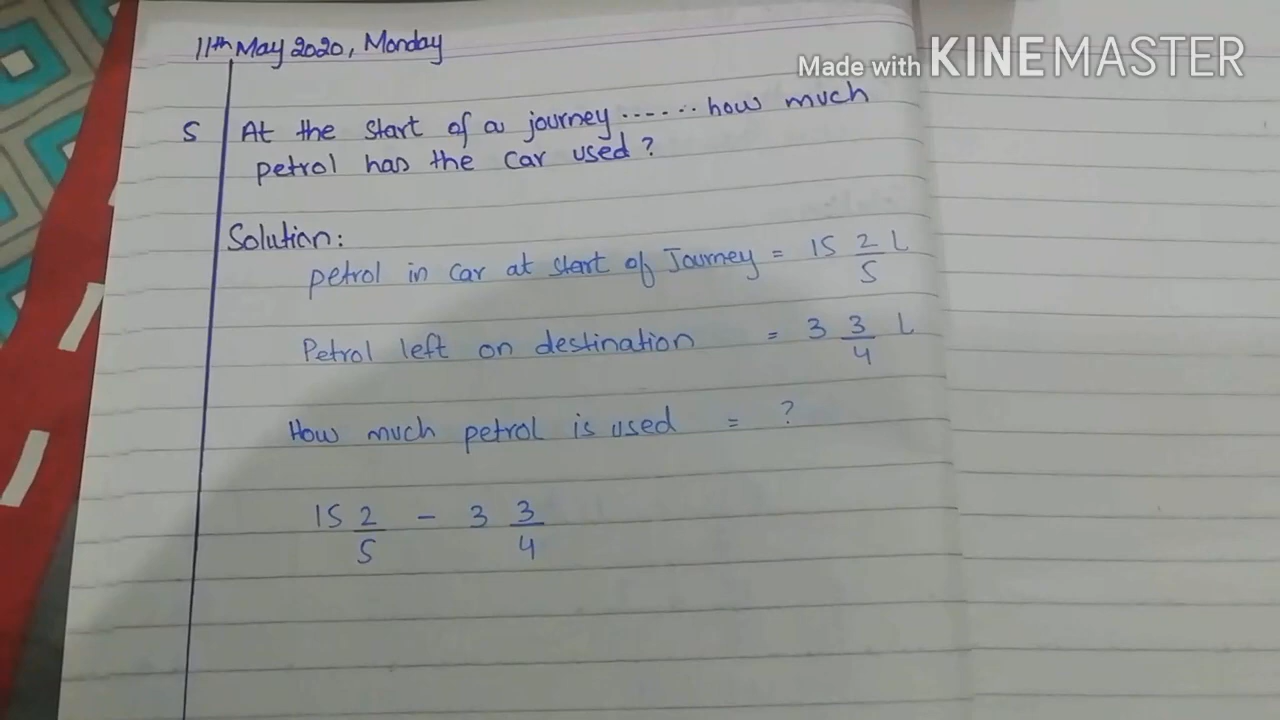 11th May 2020, Monday
Made with KINEMASTER
5 At the start of a journey ...... how much
petrol has the car used?
Solution:
petrol in car at start of Journey = 15 2/5 L
Petrol left on destination = 3 3/4 L
How much petrol is used = ?
15 2/5 - 3 3/4